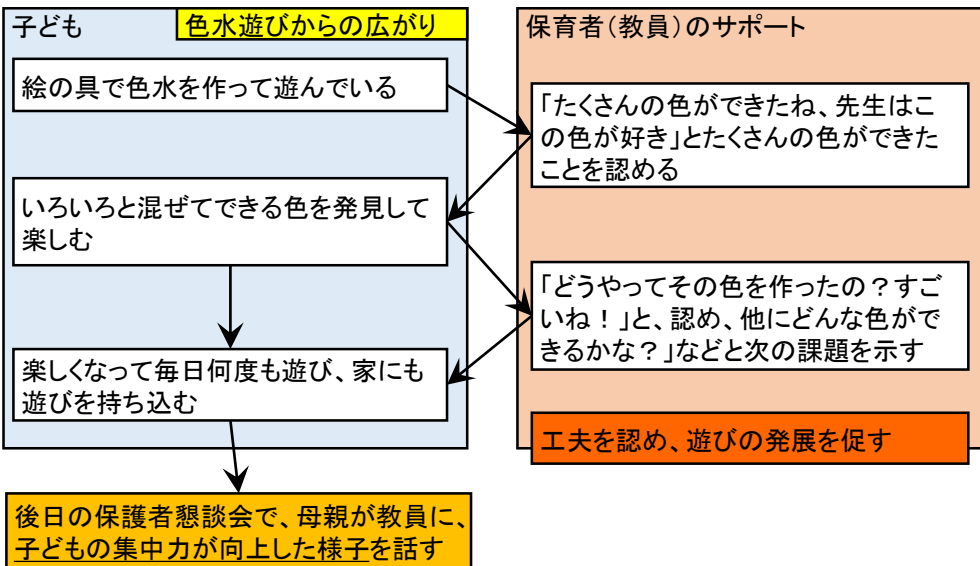 子ども
色水遊びからの広がり
絵の具で色水を作って遊んでいる
いろいろと混ぜてできる色を発見して
楽しむ
楽しくなって毎日何度も遊び、家にも
遊びを持ち込む
後日の保護者懇談会で、母親が教員に、
子どもの集中力が向上した様子を話す
保育者(教員)のサポート
「たくさんの色ができたね、先生はこ
の色が好き」とたくさんの色ができた
ことを認める
「どうやってその色を作ったの？すご
いね！」と、認め、他にどんな色がで
きるかな？」などと次の課題を示す
工夫を認め、遊びの発展を促す